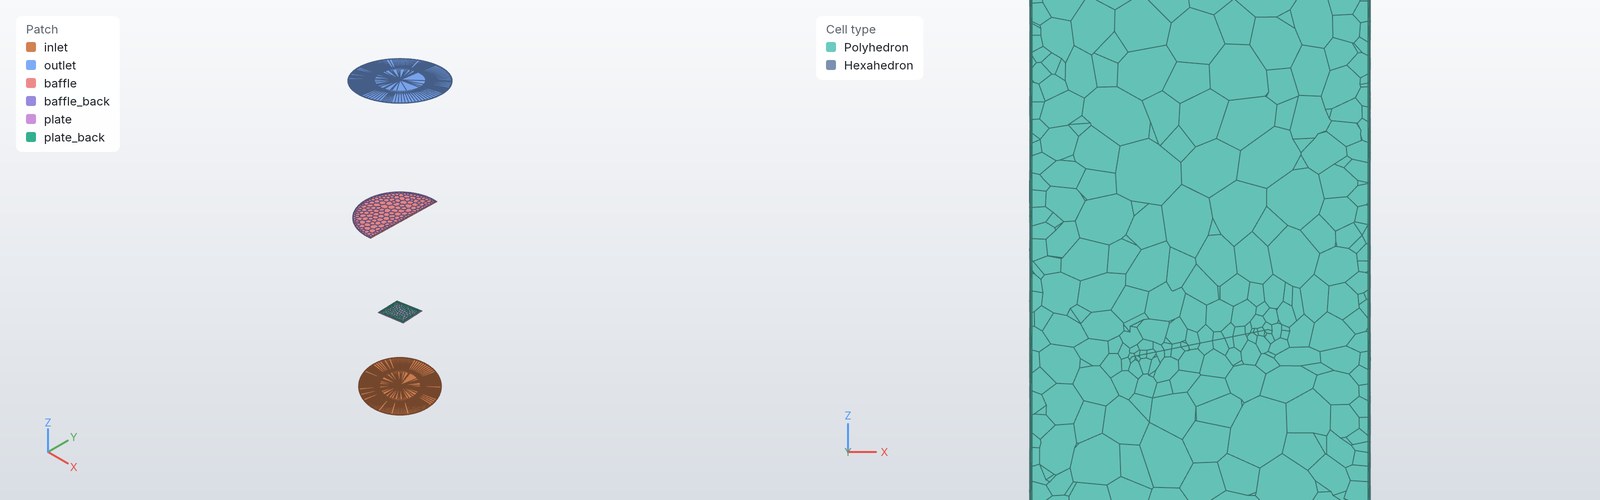 Patch
inlet
outlet
baffle
baffle_back
plate
plate_back
Z
Y
X
Cell type
Polyhedron
Hexahedron
Z
Y
X